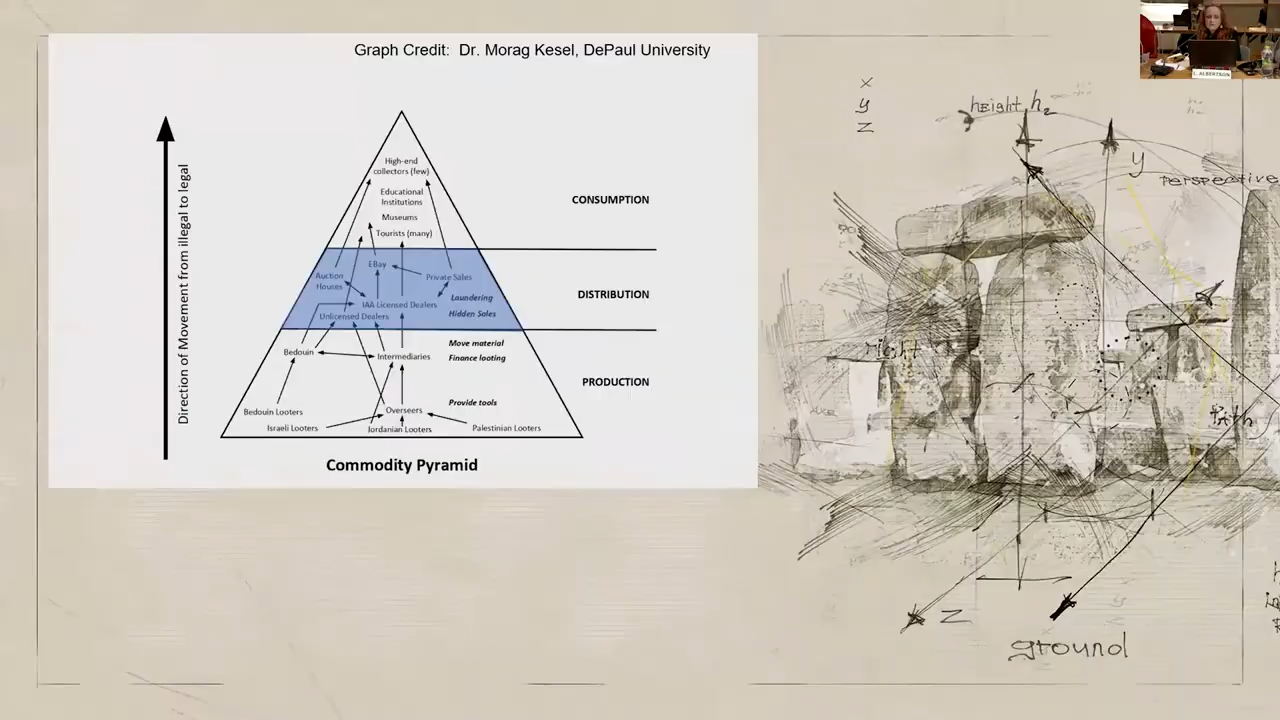 Graph Credit: Dr. Morag Kesel, DePaul University
L. ALBERTSON
Direction of Movement from illegal to legal
High-end
collectors (few)
Educational
Institutions
Museums
Tourists (many)
CONSUMPTION
EBay
Auction
Houses
Private Sales
IAA Licensed Dealers
Unlicensed Dealers
Laundering
Hidden Sales
DISTRIBUTION
Bedouin
Intermediaries
Move material
Finance looting
PRODUCTION
Provide tools
Bedouin Looters
Overseers
Israeli Looters
Jordanian Looters
Palestinian Looters
Commodity Pyramid
x
y
z
height h2
y
perspective
Z
ground